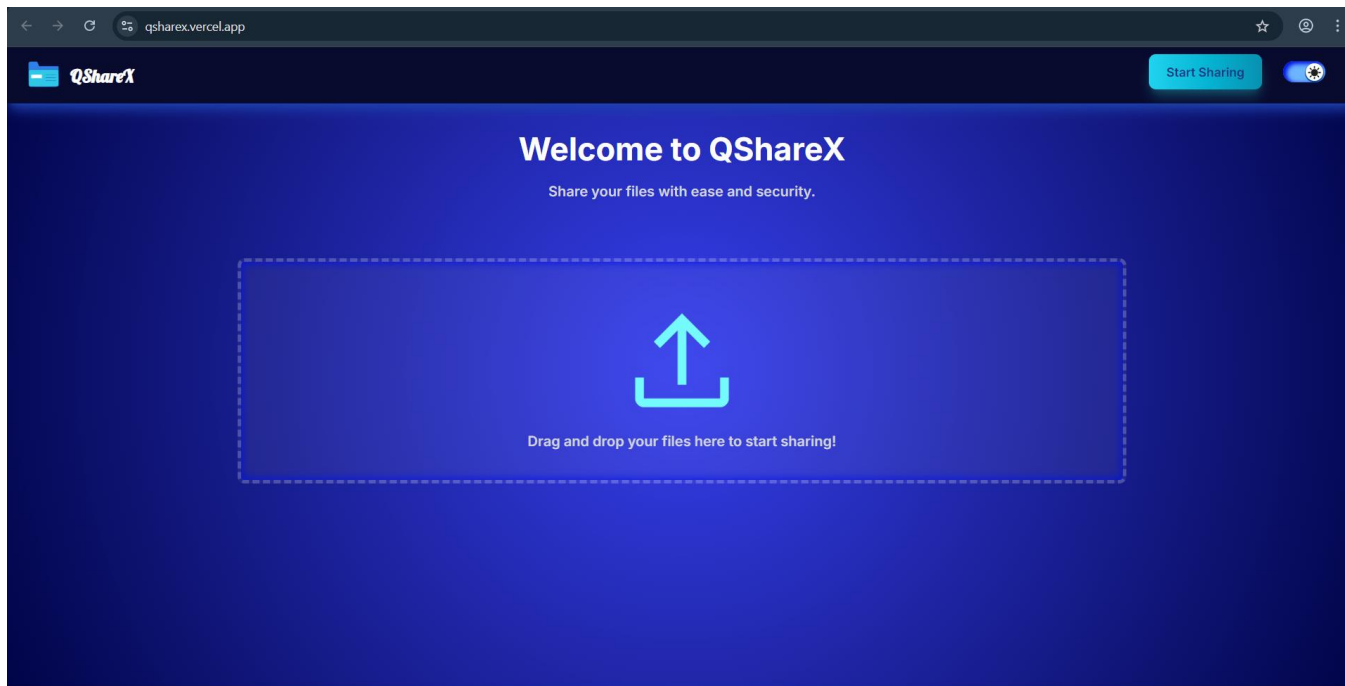 qsharex.vercel.app
QShareX
Start Sharing
Welcome to QShareX
Share your files with ease and security.
Drag and drop your files here to start sharing!